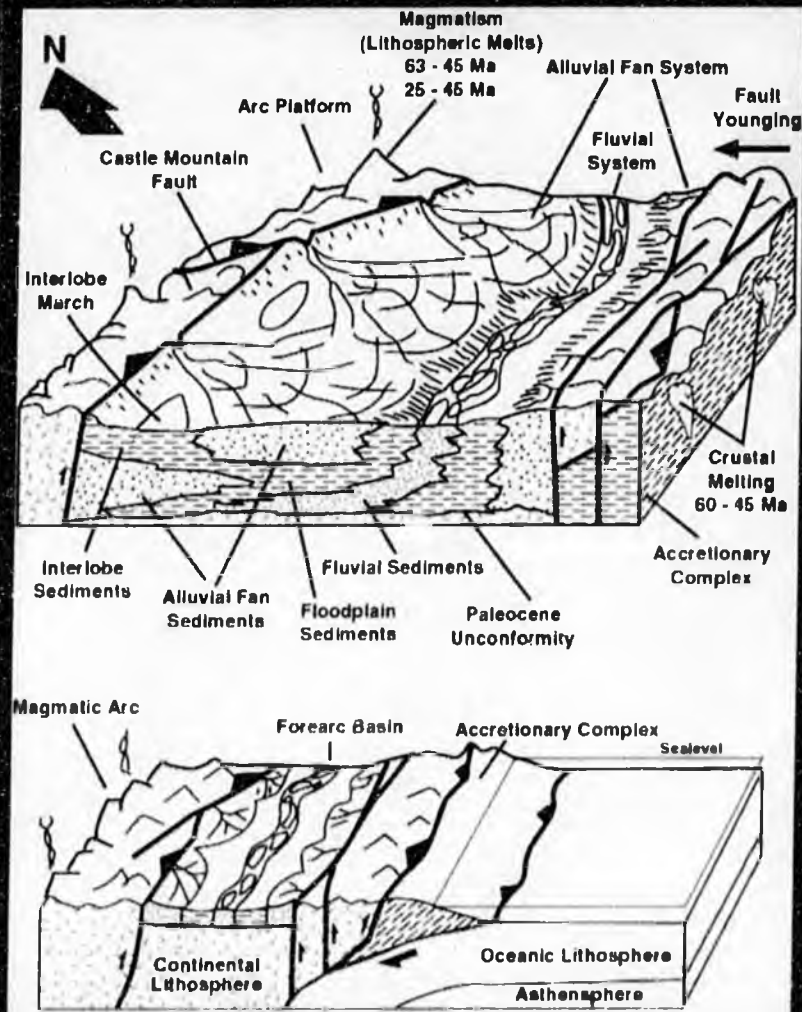 N
Magmatism
(Lithospheric Melts)
63 - 45 Ma
25 - 45 Ma
Alluvial Fan System
Arc Platform
Fluvial
System
Fault
Younging
Castle Mountain
Fault
Interlobe
March
Crustal
Melting
60 - 45 Ma
Accretionary
Complex
Interlobe
Sediments
Alluvial Fan
Sediments
Floodplain
Sediments
Fluvial Sediments
Paleocene
Unconformity
Magmatic Arc
Forearc Basin
Accretionary Complex
Sealevel
Continental
Lithosphere
Oceanic Lithosphere
Asthensphere